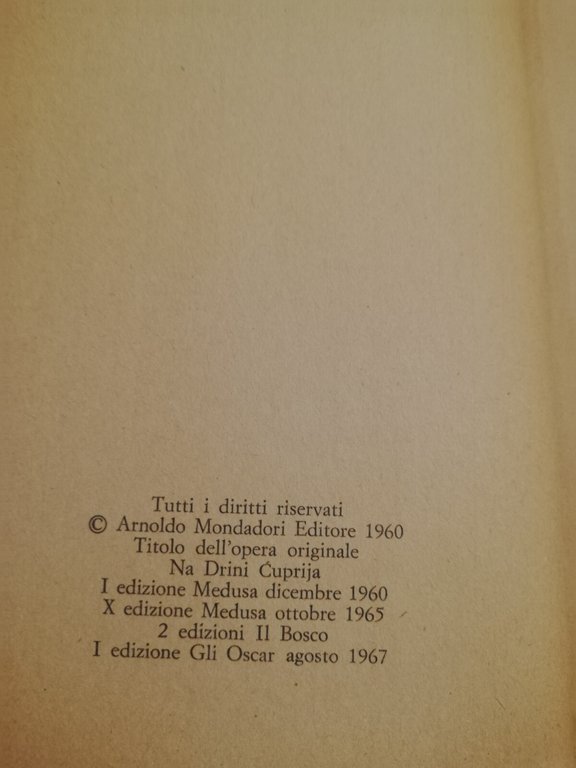 Tutti i diritti riservati
© Arnoldo Mondadori Editore 1960
Titolo dell'opera originale
Na Drini Ćuprija
I edizione Medusa dicembre 1960
X edizione Medusa ottobre 1965
2 edizioni Il Bosco
I edizione Gli Oscar agosto 1967